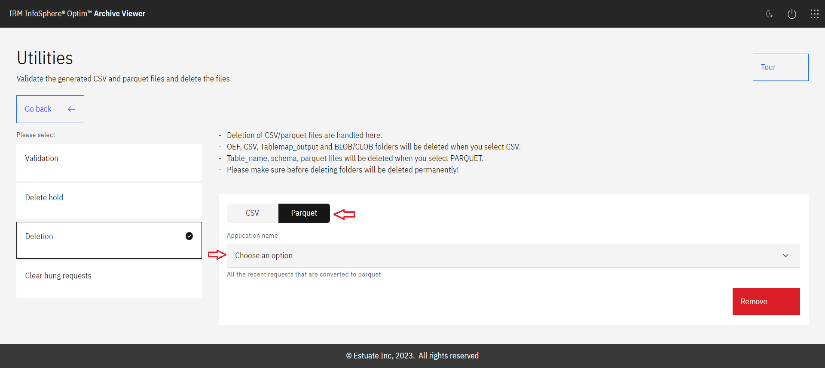 IBM InfoSphere® Optim™ Archive Viewer
Utilities
Validate the generated CSV and parquet files and delete the files
Tour
Go back
Please select
Validation
Delete hold
Deletion
Clear hung requests
- Deletion of CSV/parquet files are handled here.
- OEF, CSV, Tablemap_output and BLOB/CLOB folders will be deleted when you select CSV.
- Table_name, schema, parquet files will be deleted when you select PARQUET.
- Please make sure before deleting folders will be deleted permanently!
CSV Parquet
Application name
Choose an option
All the recent requests that are converted to parquet
Remove
© Estuate Inc, 2023. All rights reserved